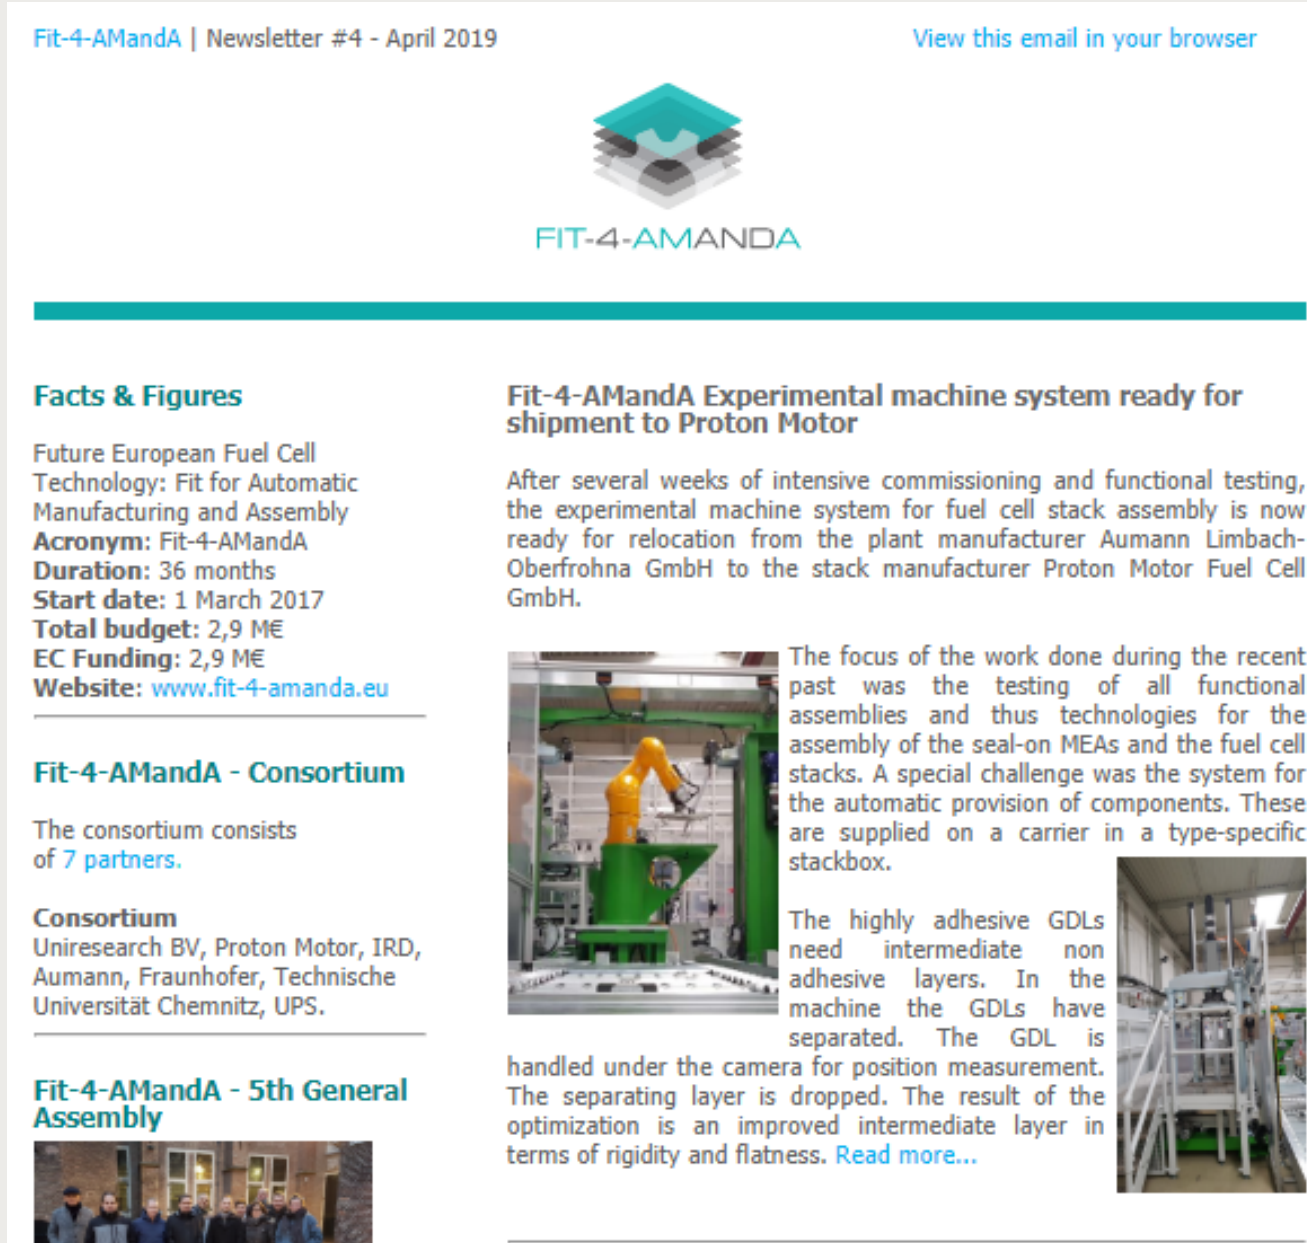 Fit-4-AMandA | Newsletter #4 - April 2019
View this email in your browser
FIT-4-AMANDA
Facts & Figures
Future European Fuel Cell
Technology: Fit for Automatic
Manufacturing and Assembly
Acronym: Fit-4-AMandA
Duration: 36 months
Start date: 1 March 2017
Total budget: 2,9 M€
EC Funding: 2,9 M€
Website: www.fit-4-amanda.eu
Fit-4-AMandA - Consortium
The consortium consists
of 7 partners.
Consortium
Uniresearch BV, Proton Motor, IRD,
Aumann, Fraunhofer, Technische
Universität Chemnitz, UPS.
Fit-4-AMandA - 5th General
Assembly
Fit-4-AMandA Experimental machine system ready for
shipment to Proton Motor
After several weeks of intensive commissioning and functional testing,
the experimental machine system for fuel cell stack assembly is now
ready for relocation from the plant manufacturer Aumann Limbach-
Oberfrohna GmbH to the stack manufacturer Proton Motor Fuel Cell
GmbH.
The focus of the work done during the recent
past was the testing of all functional
assemblies and thus technologies for the
assembly of the seal-on MEAs and the fuel cell
stacks. A special challenge was the system for
the automatic provision of components. These
are supplied on a carrier in a type-specific
stackbox.
The highly adhesive GDLs
need intermediate non
adhesive layers. In the
machine the GDLs have
separated. The GDL is
handled under the camera for position measurement.
The separating layer is dropped. The result of the
optimization is an improved intermediate layer in
terms of rigidity and flatness. Read more...